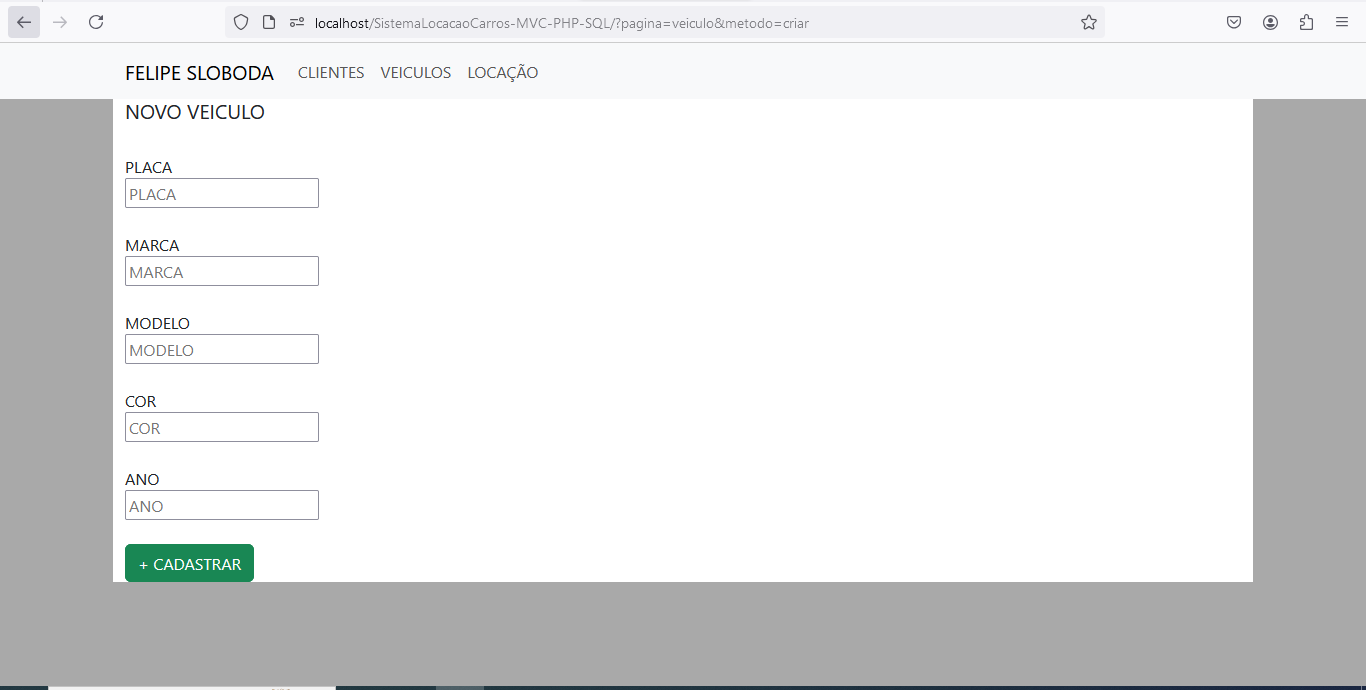 localhost/SistemaLocacaoCarros-MVC-PHP-SQL/?pagina=veiculo&metodo=criar
FELIPE SLOBODA CLIENTES VEICULOS LOCAÇÃO
NOVO VEICULO
PLACA
PLACA
MARCA
MARCA
MODELO
MODELO
COR
COR
ANO
ANO
+ CADASTRAR